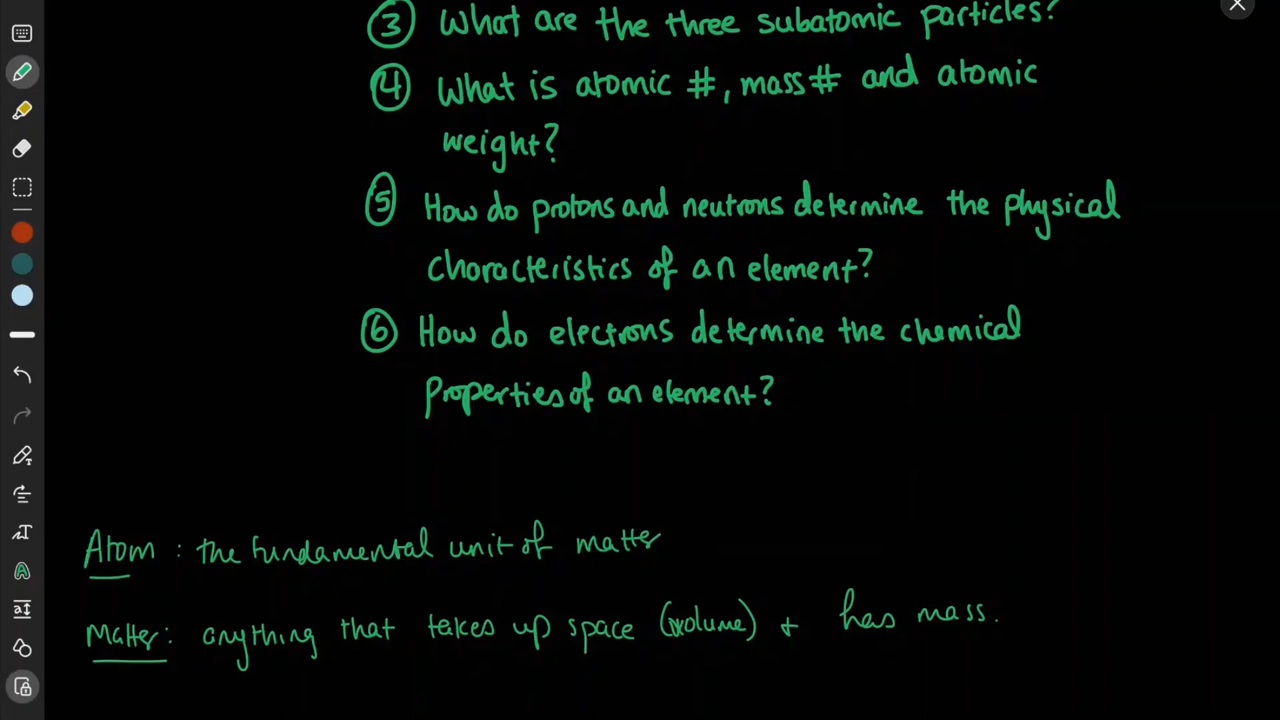 ③ What are the three subatomic particles?
④ What is atomic #, mass# and atomic
weight?
⑤ How do protons and neutrons determine the physical
characteristics of an element?
⑥ How do electrons determine the chemical
Properties of an element?
Atom : the fundamental unit of matter
Matter: anything that takes up space (volume) + has mass.